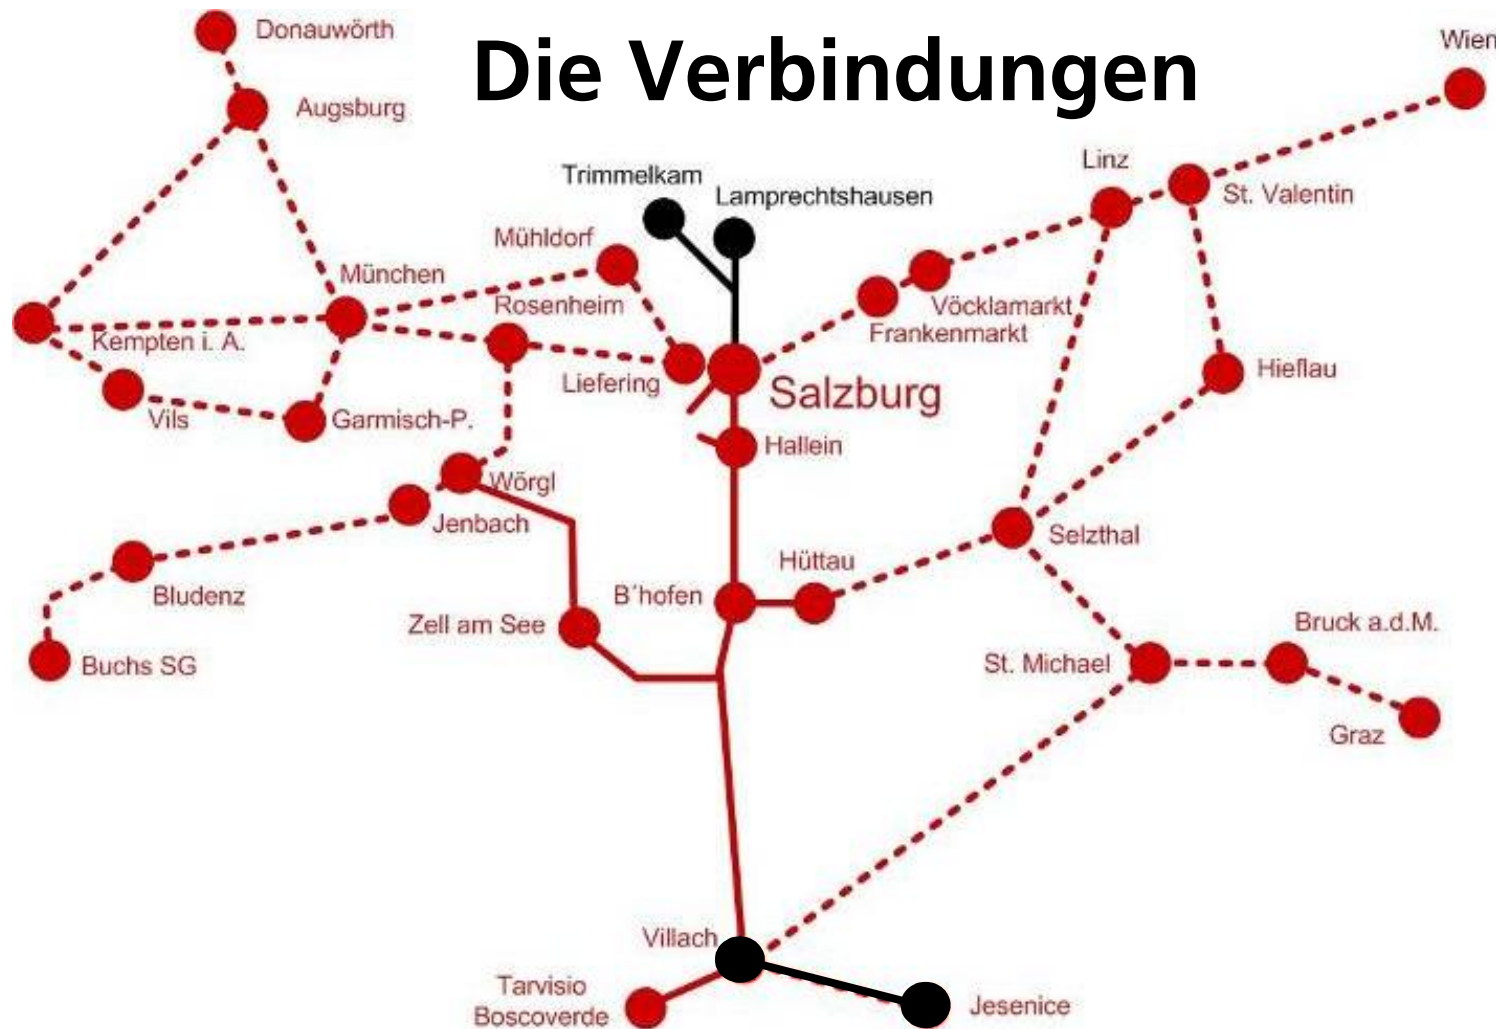 Donauwörth
Die Verbindungen
Wien
Augsburg
Linz
Trimmelkam
Lamprechtshausen
St. Valentin
Mühldorf
München
Rosenheim
Vöcklamarkt
Frankenmarkt
Kempten i. A.
Liefering
Salzburg
Hieflau
Vils
Garmisch-P.
Hallein
Wörgl
Jenbach
Selzthal
Hüttau
B´hofen
Bludenz
Zell am See
Bruck a.d.M.
Buchs SG
St. Michael
Graz
Villach
Tarvisio
Boscoverde
Jesenice